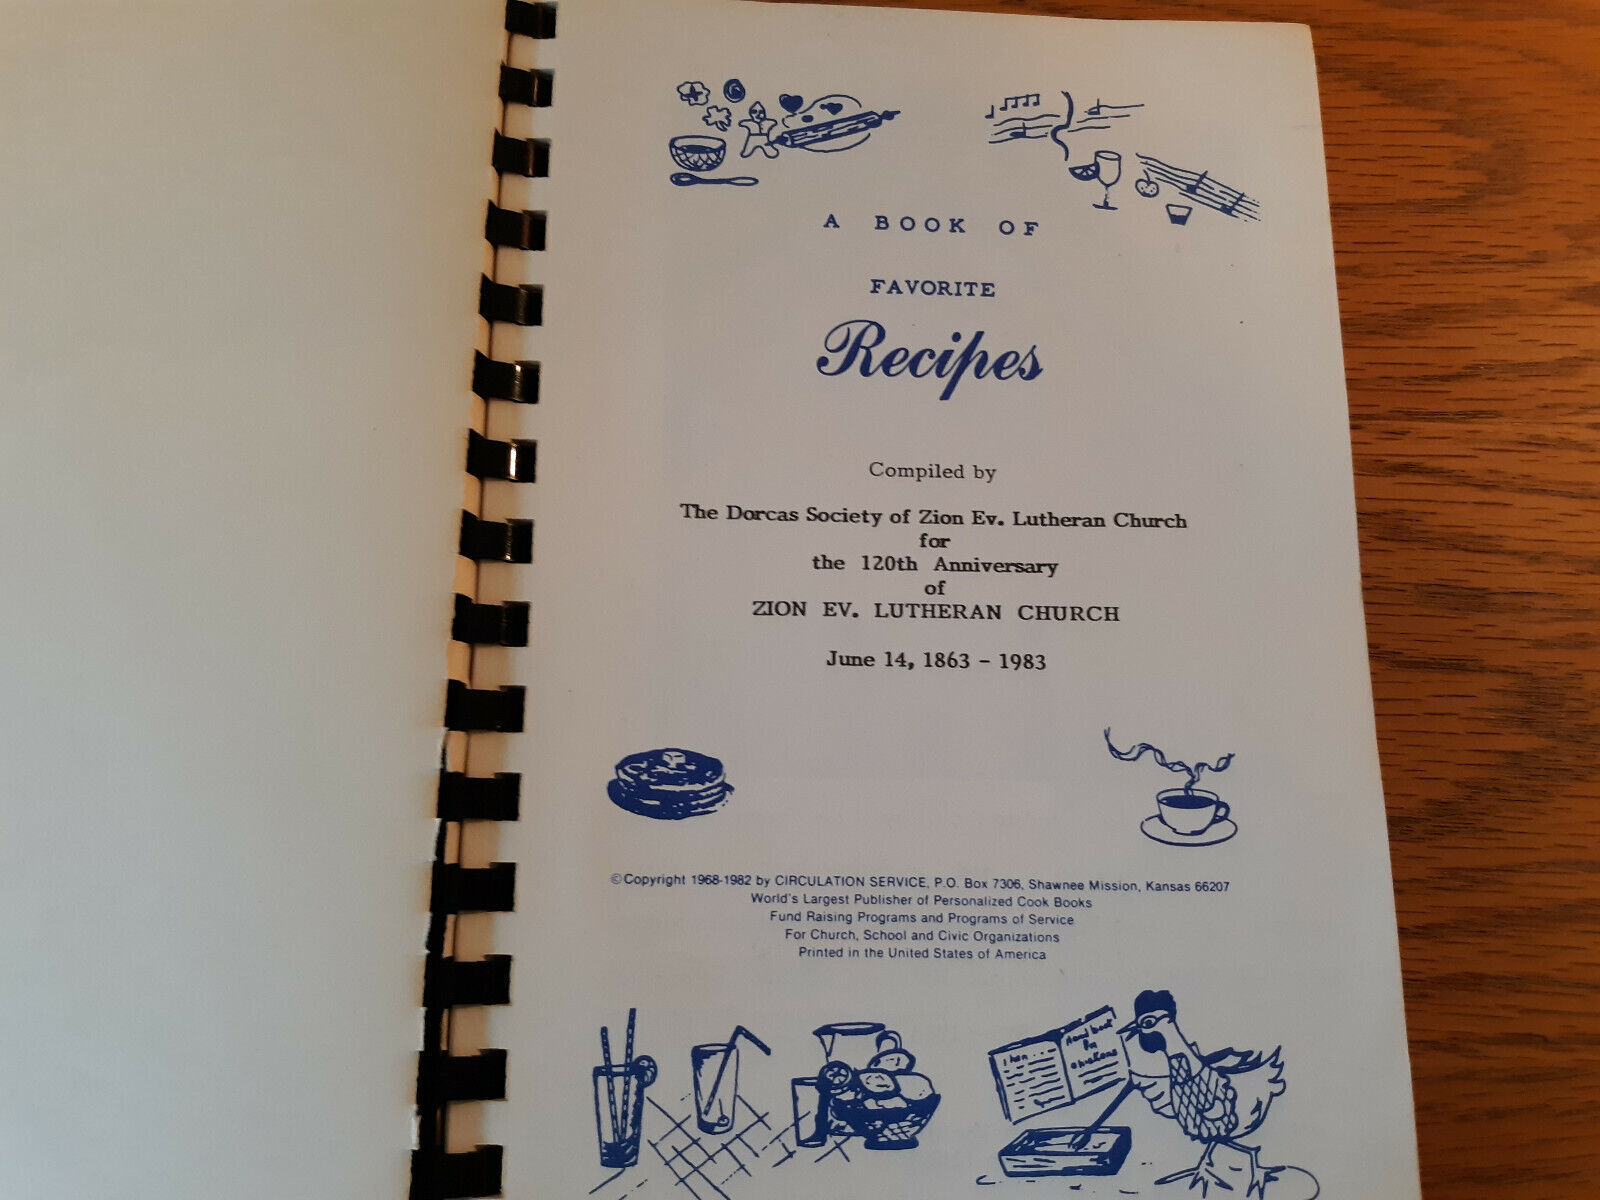 A BOOK OF
FAVORITE
Recipes
Compiled by
The Dorcas Society of Zion Ev. Lutheran Church
for
the 120th Anniversary
of
ZION EV. LUTHERAN CHURCH
June 14, 1863 - 1983
©Copyright 1968-1982 by CIRCULATION SERVICE, P.O. Box 7306, Shawnee Mission, Kansas 66207
World's Largest Publisher of Personalized Cook Books
Fund Raising Programs and Programs of Service
For Church, School and Civic Organizations
Printed in the United States of America
Hand book